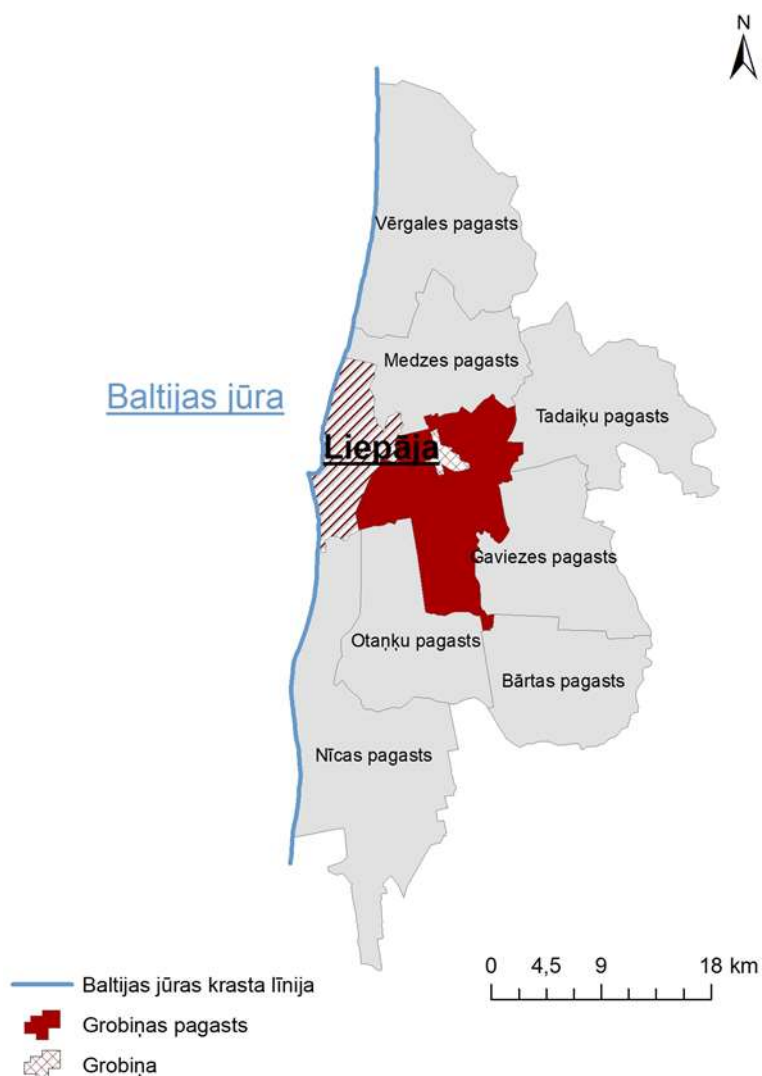 N
Vērgales pagasts
Medzes pagasts
Baltijas jūra
Tadaiķu pagasts
Liepāja
Gaviezes pagasts
Otaņķu pagasts
Bārtas pagasts
Nīcas pagasts
0 4,5 9 18 km
Baltijas jūras krasta līnija
Grobiņas pagasts
Grobiņa